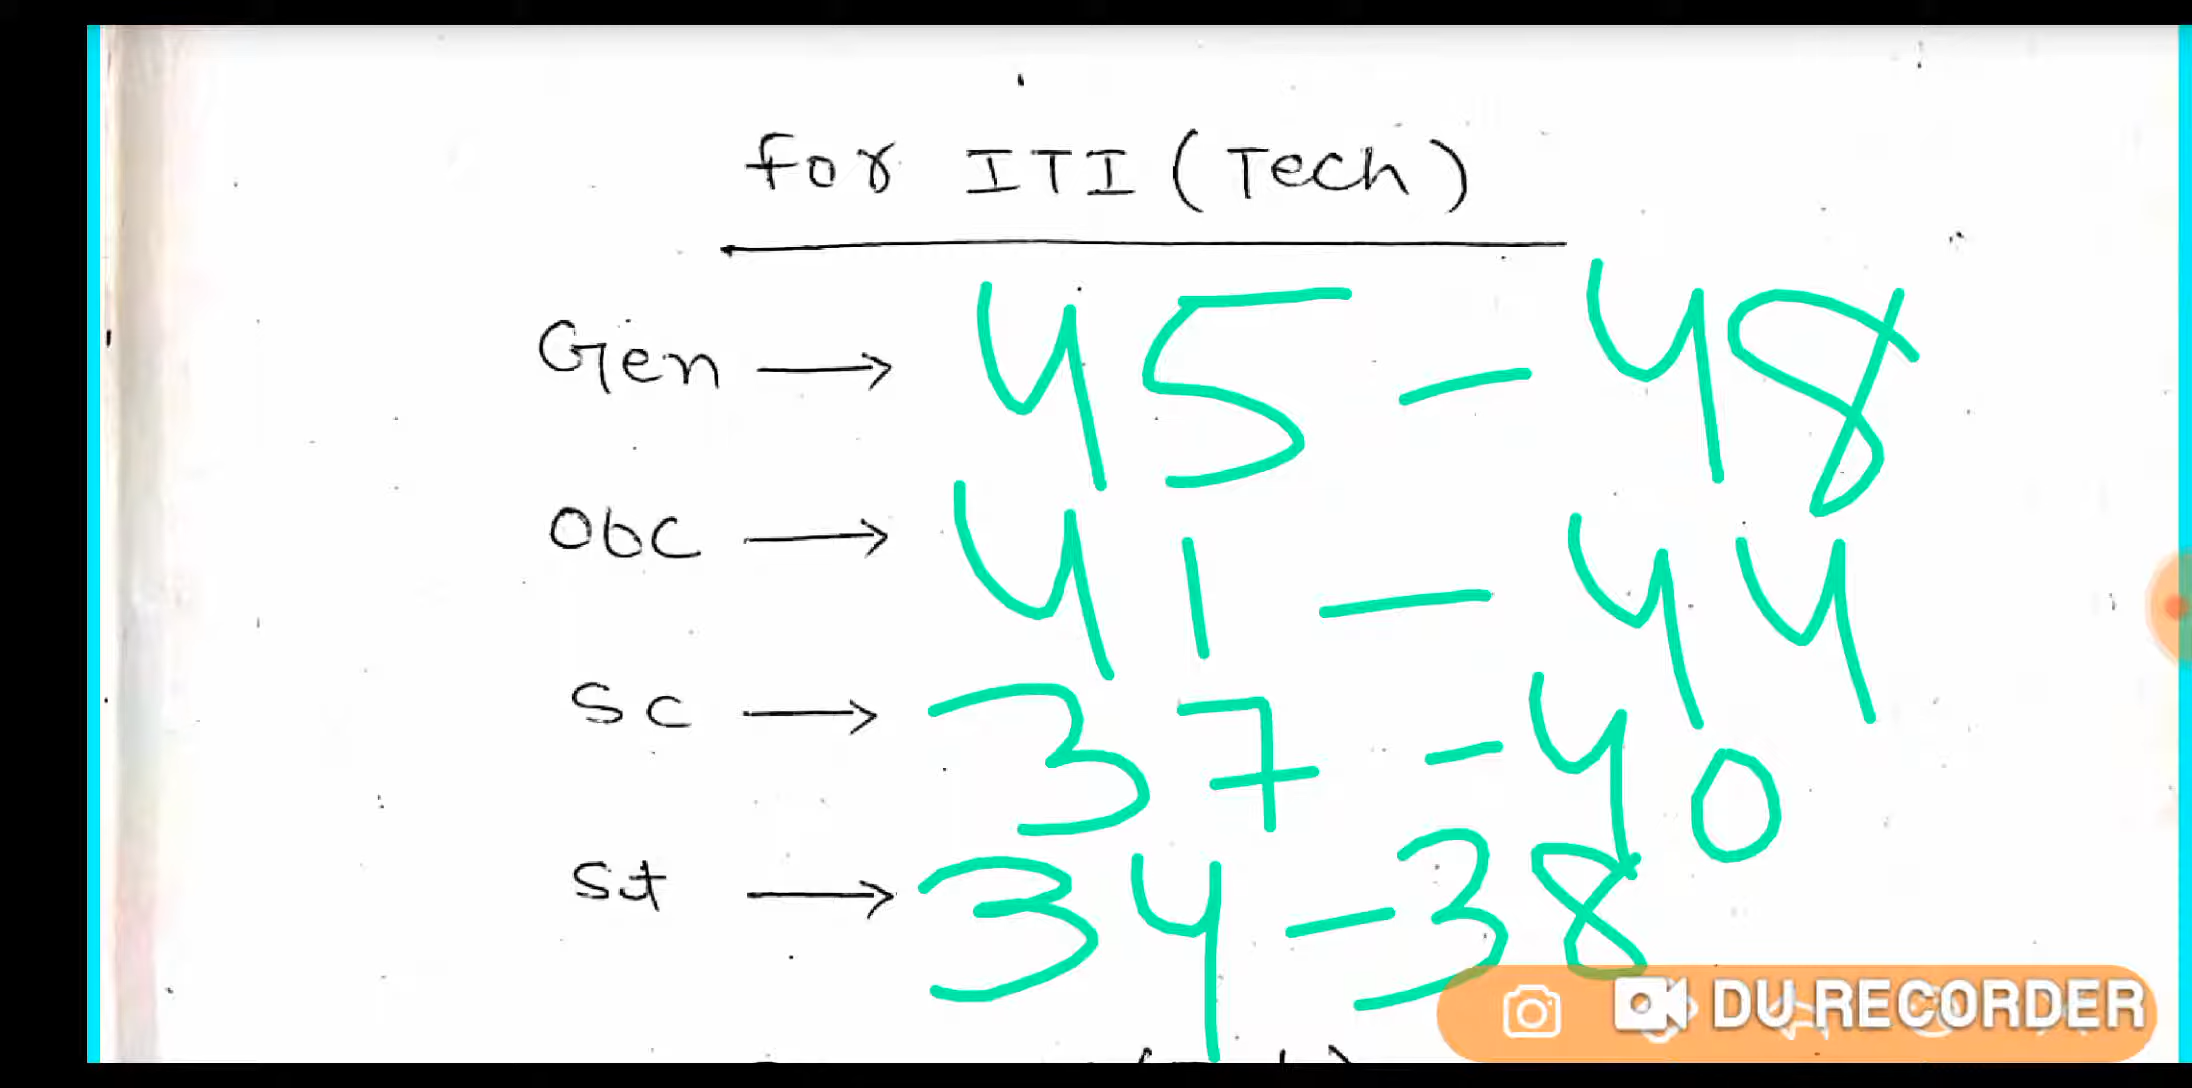 for ITI (Tech)
Gen → 45 - 48
Obc → 41 - 44
Sc → 37 - 40
St → 34 - 38
DU RECORDER